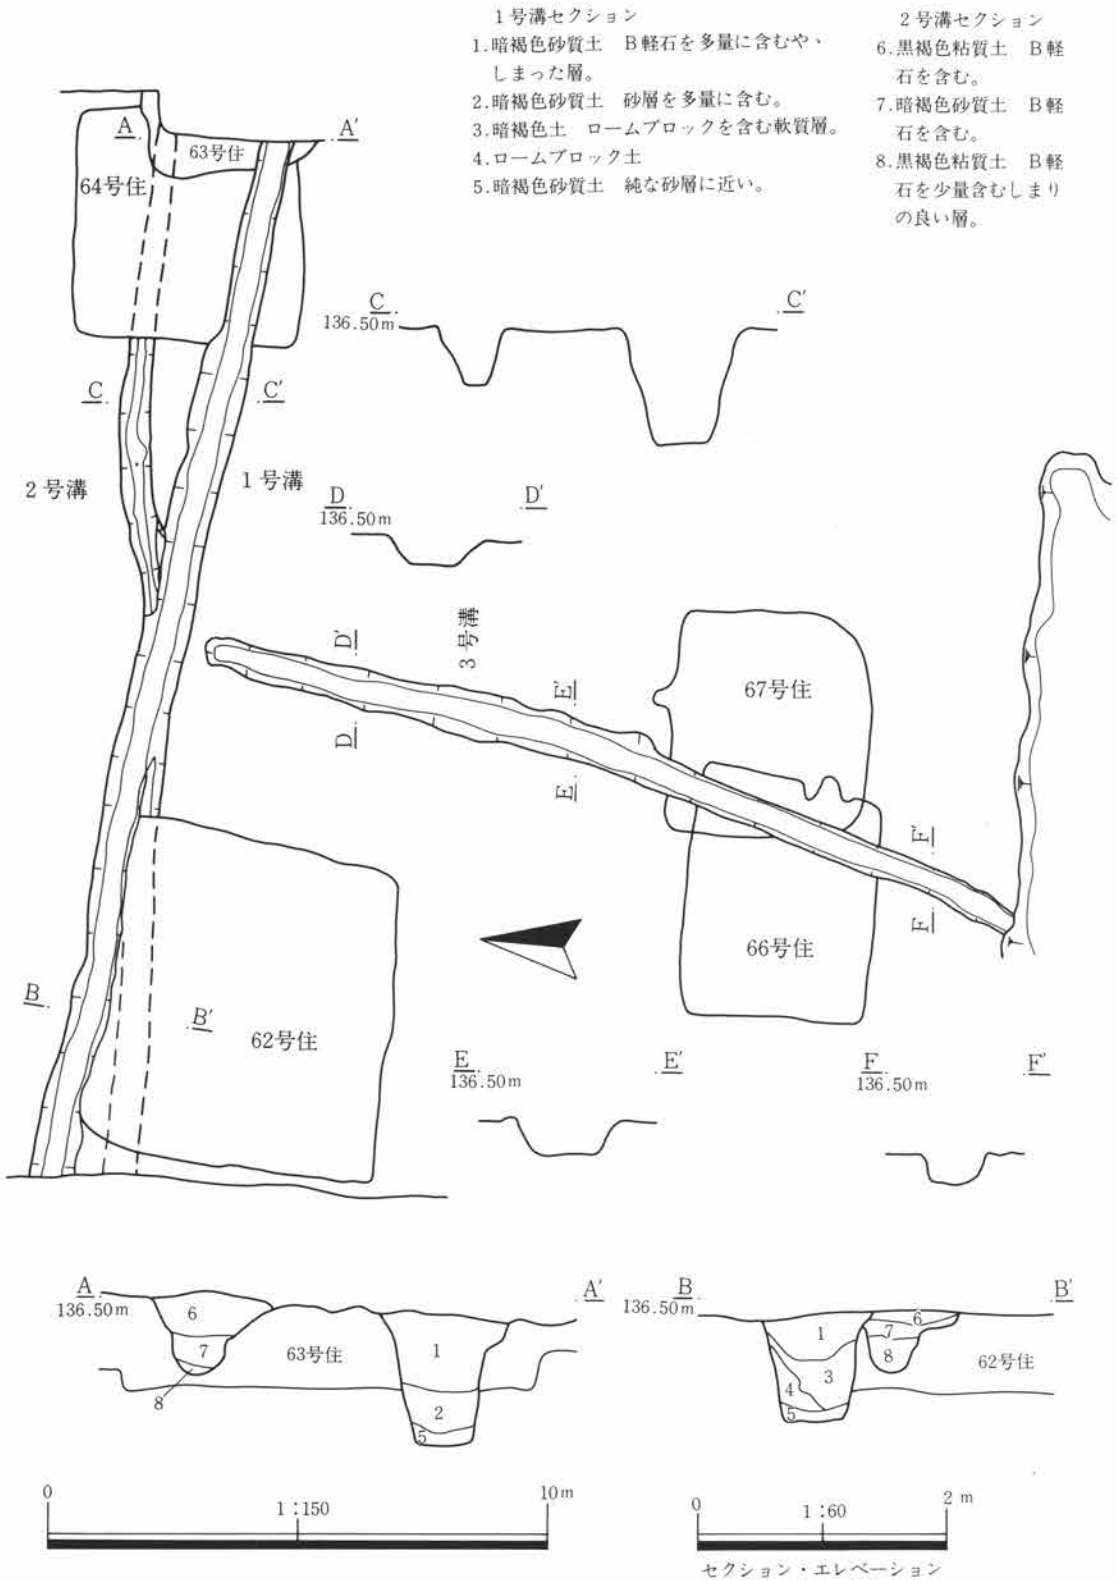 1号溝セクション
1.暗褐色砂質土 B軽石を多量に含むや、
しまった層。
2.暗褐色砂質土 砂層を多量に含む。
3.暗褐色土 ロームブロックを含む軟質層。
4.ロームブロック土
5.暗褐色砂質土 純な砂層に近い。
2号溝セクション
6.黒褐色粘質土 B軽
石を含む。
7.暗褐色砂質土 B軽
石を含む。
8.黒褐色粘質土 B軽
石を少量含むしまり
の良い層。
A A'
63号住
64号住
C C'
136.50m
C C'
2号溝
1号溝
D D'
136.50m
3号溝
D'
D
E'
E
67号住
66号住
F'
F
B
B'
62号住
E E'
136.50m
F F'
136.50m
A A'
136.50m
6
7
8
63号住
1
2
5
B B'
136.50m
1
3
4
5
6
7
8
62号住
0 10m
1:150
0 2m
1:60
セクション・エレベーション